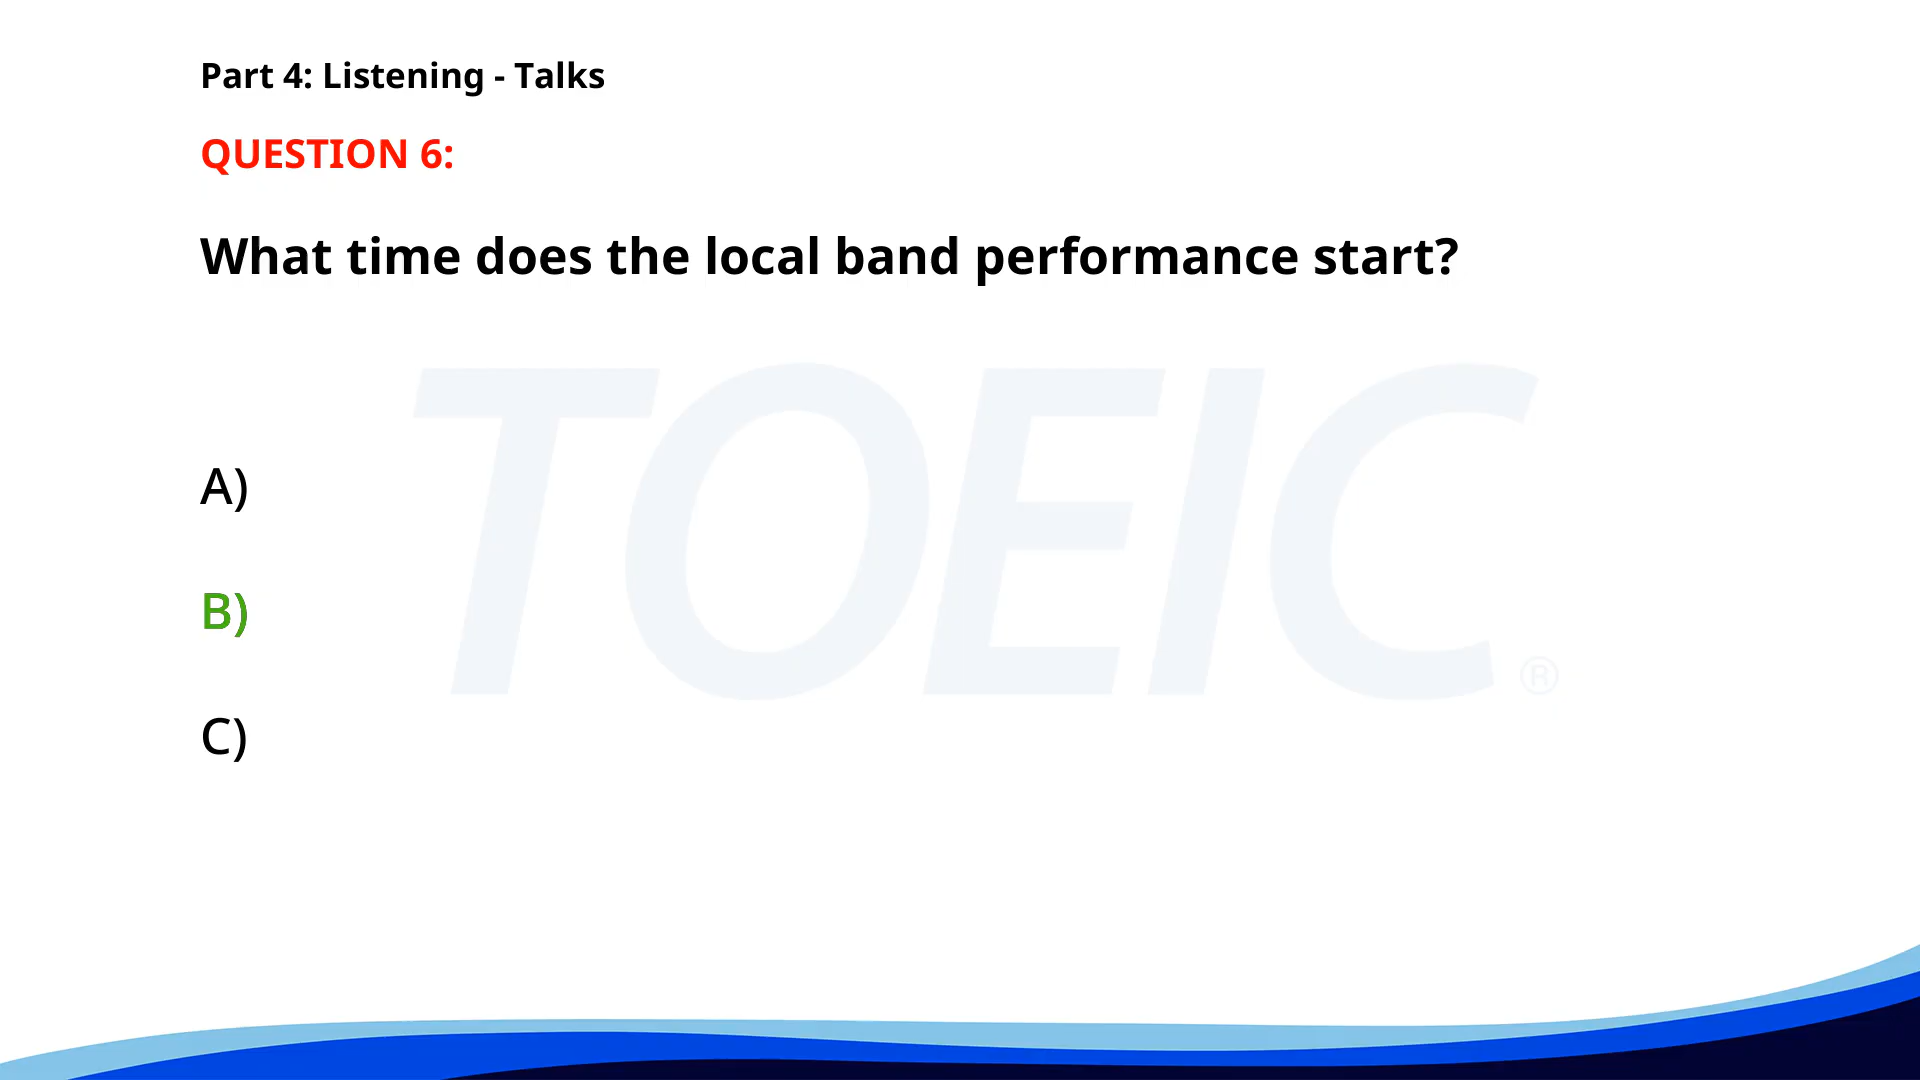 Part 4: Listening - Talks
QUESTION 6:
What time does the local band performance start?
TOEIC®
A)
B)
C)